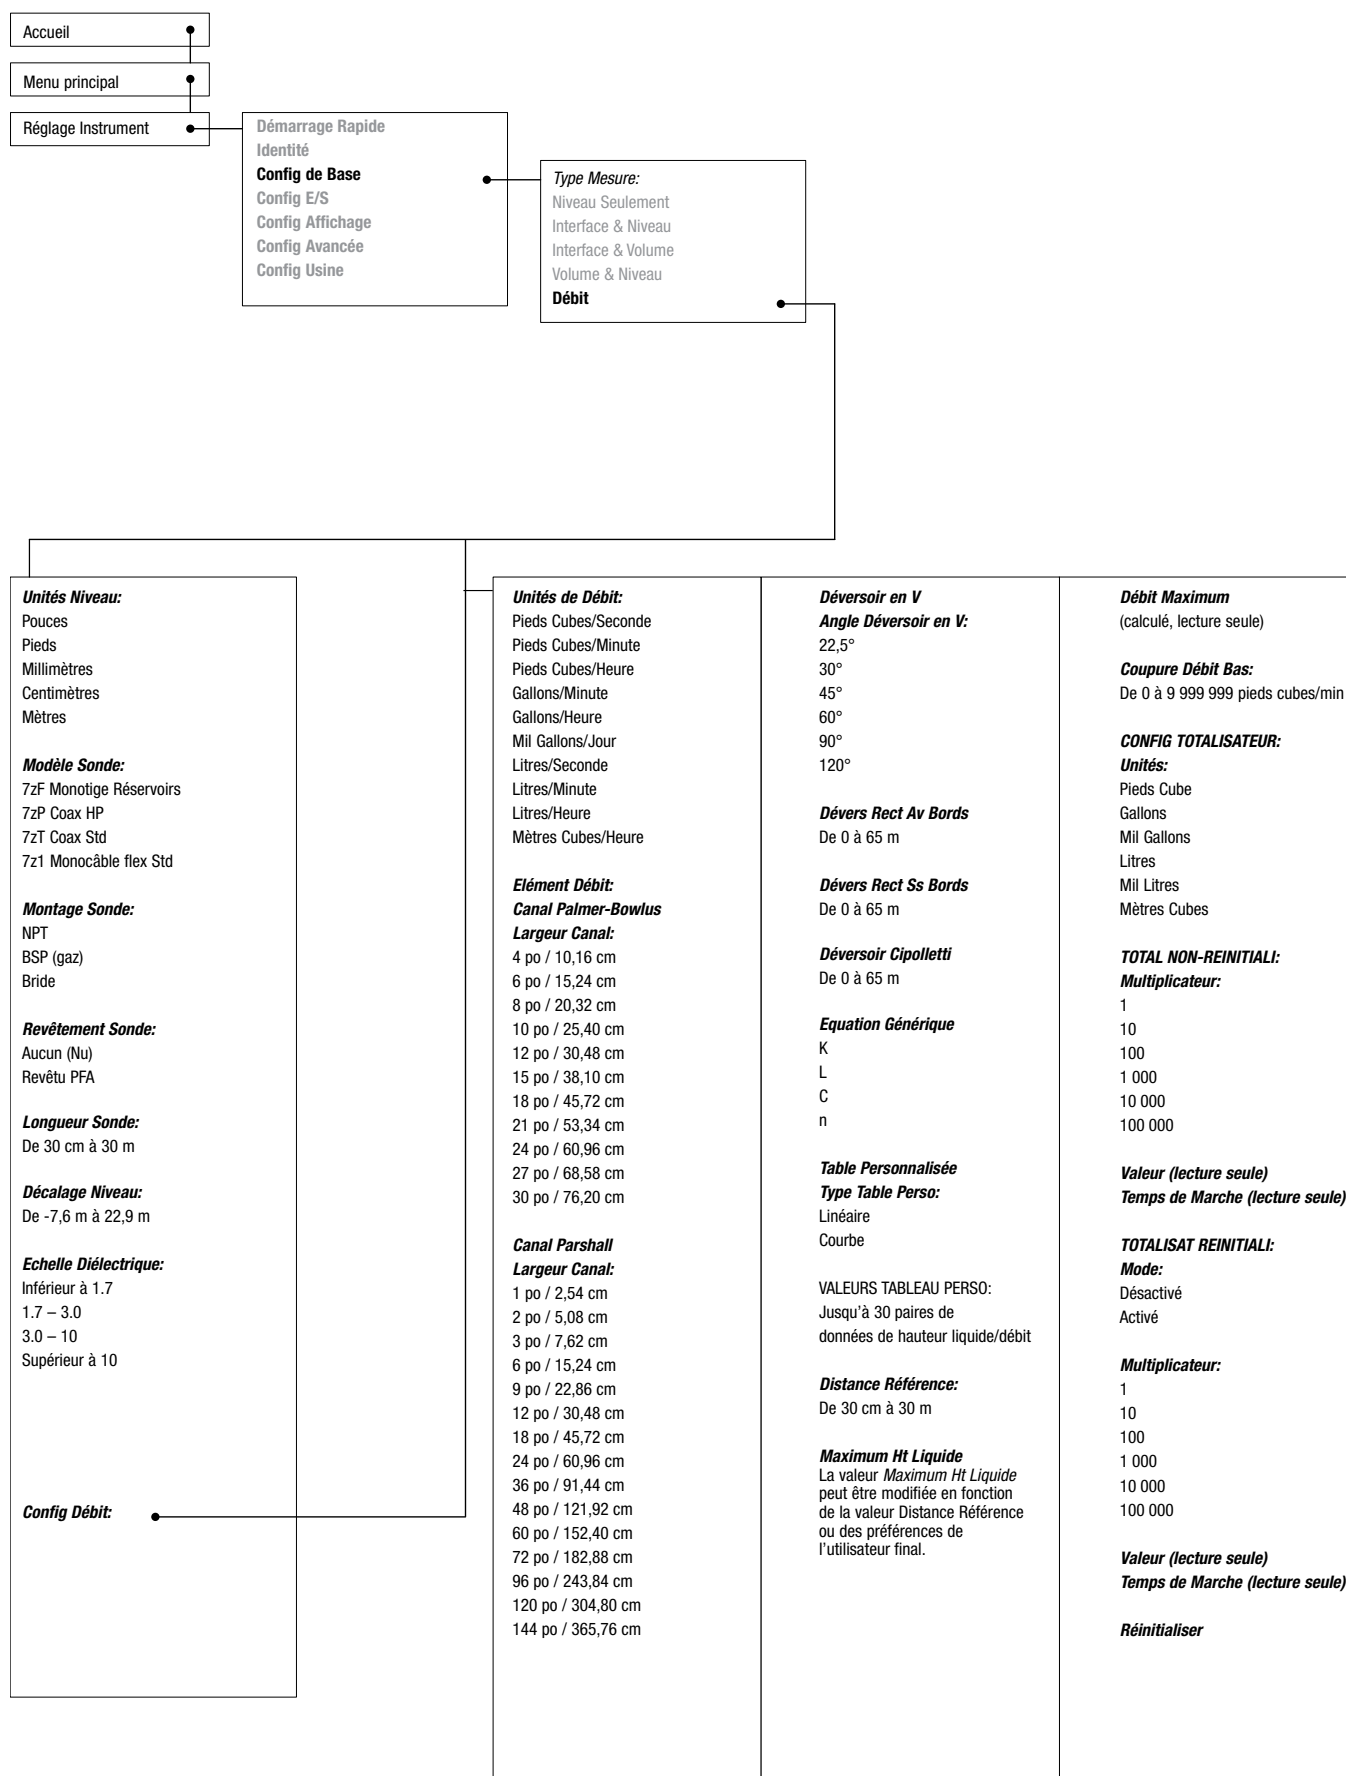 Accueil
Menu principal
Réglage Instrument
Démarrage Rapide
Identité
Config de Base
Config E/S
Config Affichage
Config Avancée
Config Usine
Type Mesure:
Niveau Seulement
Interface & Niveau
Interface & Volume
Volume & Niveau
Débit
Unités Niveau:
Pouces
Pieds
Millimètres
Centimètres
Mètres
Modèle Sonde:
7zF Monotige Réservoirs
7zP Coax HP
7zT Coax Std
7z1 Monocâble flex Std
Montage Sonde:
NPT
BSP (gaz)
Bride
Revêtement Sonde:
Aucun (Nu)
Revêtu PFA
Longueur Sonde:
De 30 cm à 30 m
Décalage Niveau:
De -7,6 m à 22,9 m
Echelle Diélectrique:
Inférieur à 1.7
1.7 – 3.0
3.0 – 10
Supérieur à 10
Config Débit:
Unités de Débit:
Pieds Cubes/Seconde
Pieds Cubes/Minute
Pieds Cubes/Heure
Gallons/Minute
Gallons/Heure
Mil Gallons/Jour
Litres/Seconde
Litres/Minute
Litres/Heure
Mètres Cubes/Heure
Elément Débit:
Canal Palmer-Bowlus
Largeur Canal:
4 po / 10,16 cm
6 po / 15,24 cm
8 po / 20,32 cm
10 po / 25,40 cm
12 po / 30,48 cm
15 po / 38,10 cm
18 po / 45,72 cm
21 po / 53,34 cm
24 po / 60,96 cm
27 po / 68,58 cm
30 po / 76,20 cm
Canal Parshall
Largeur Canal:
1 po / 2,54 cm
2 po / 5,08 cm
3 po / 7,62 cm
6 po / 15,24 cm
9 po / 22,86 cm
12 po / 30,48 cm
18 po / 45,72 cm
24 po / 60,96 cm
36 po / 91,44 cm
48 po / 121,92 cm
60 po / 152,40 cm
72 po / 182,88 cm
96 po / 243,84 cm
120 po / 304,80 cm
144 po / 365,76 cm
Déversoir en V
Angle Déversoir en V:
22,5°
30°
45°
60°
90°
120°
Dévers Rect Av Bords
De 0 à 65 m
Dévers Rect Ss Bords
De 0 à 65 m
Déversoir Cipolletti
De 0 à 65 m
Equation Générique
K
L
C
n
Table Personnalisée
Type Table Perso:
Linéaire
Courbe
VALEURS TABLEAU PERSO:
Jusqu'à 30 paires de
données de hauteur liquide/débit
Distance Référence:
De 30 cm à 30 m
Maximum Ht Liquide
La valeur Maximum Ht Liquide
peut être modifiée en fonction
de la valeur Distance Référence
ou des préférences de
l'utilisateur final.
Débit Maximum
(calculé, lecture seule)
Coupure Débit Bas:
De 0 à 9 999 999 pieds cubes/min
CONFIG TOTALISATEUR:
Unités:
Pieds Cube
Gallons
Mil Gallons
Litres
Mil Litres
Mètres Cubes
TOTAL NON-REINITIALI:
Multiplicateur:
1
10
100
1 000
10 000
100 000
Valeur (lecture seule)
Temps de Marche (lecture seule)
TOTALISAT REINITIALI:
Mode:
Désactivé
Activé
Multiplicateur:
1
10
100
1 000
10 000
100 000
Valeur (lecture seule)
Temps de Marche (lecture seule)
Réinitialiser